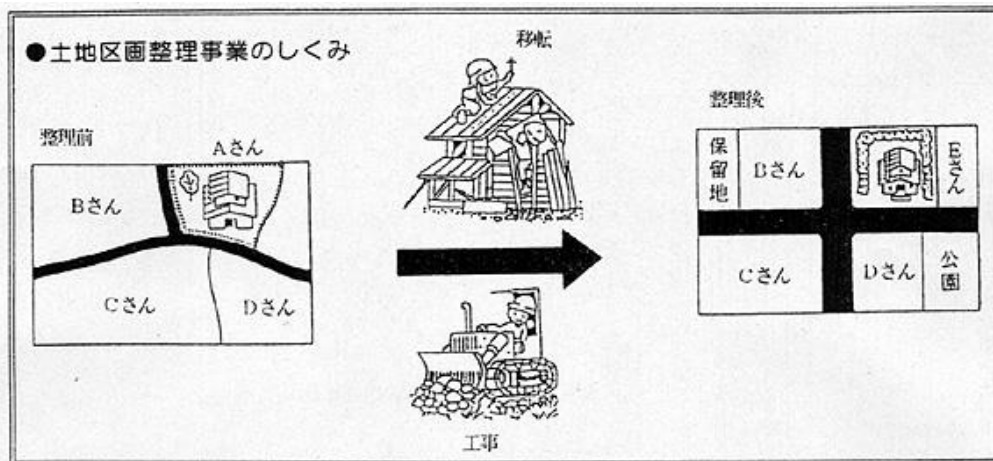 ●土地区画整理事業のしくみ
移転
整理前
Aさん
Bさん
Cさん
Dさん
工事
整理後
保留地
Bさん
Eさん
Cさん
Dさん
公園